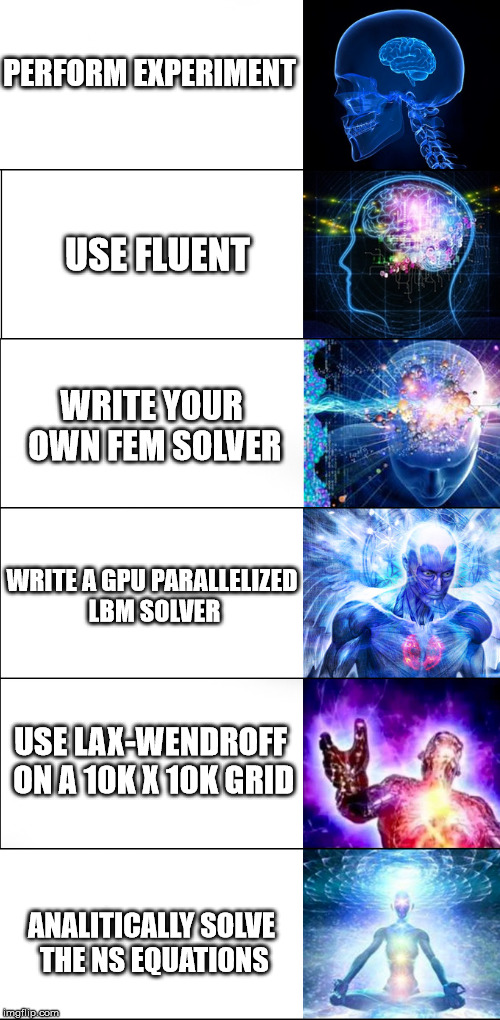 PERFORM EXPERIMENT
USE FLUENT
WRITE YOUR
OWN FEM SOLVER
WRITE A GPU PARALLELIZED
LBM SOLVER
USE LAX-WENDROFF
ON A 10K X 10K GRID
ANALITICALLY SOLVE
THE NS EQUATIONS
imgflip.com